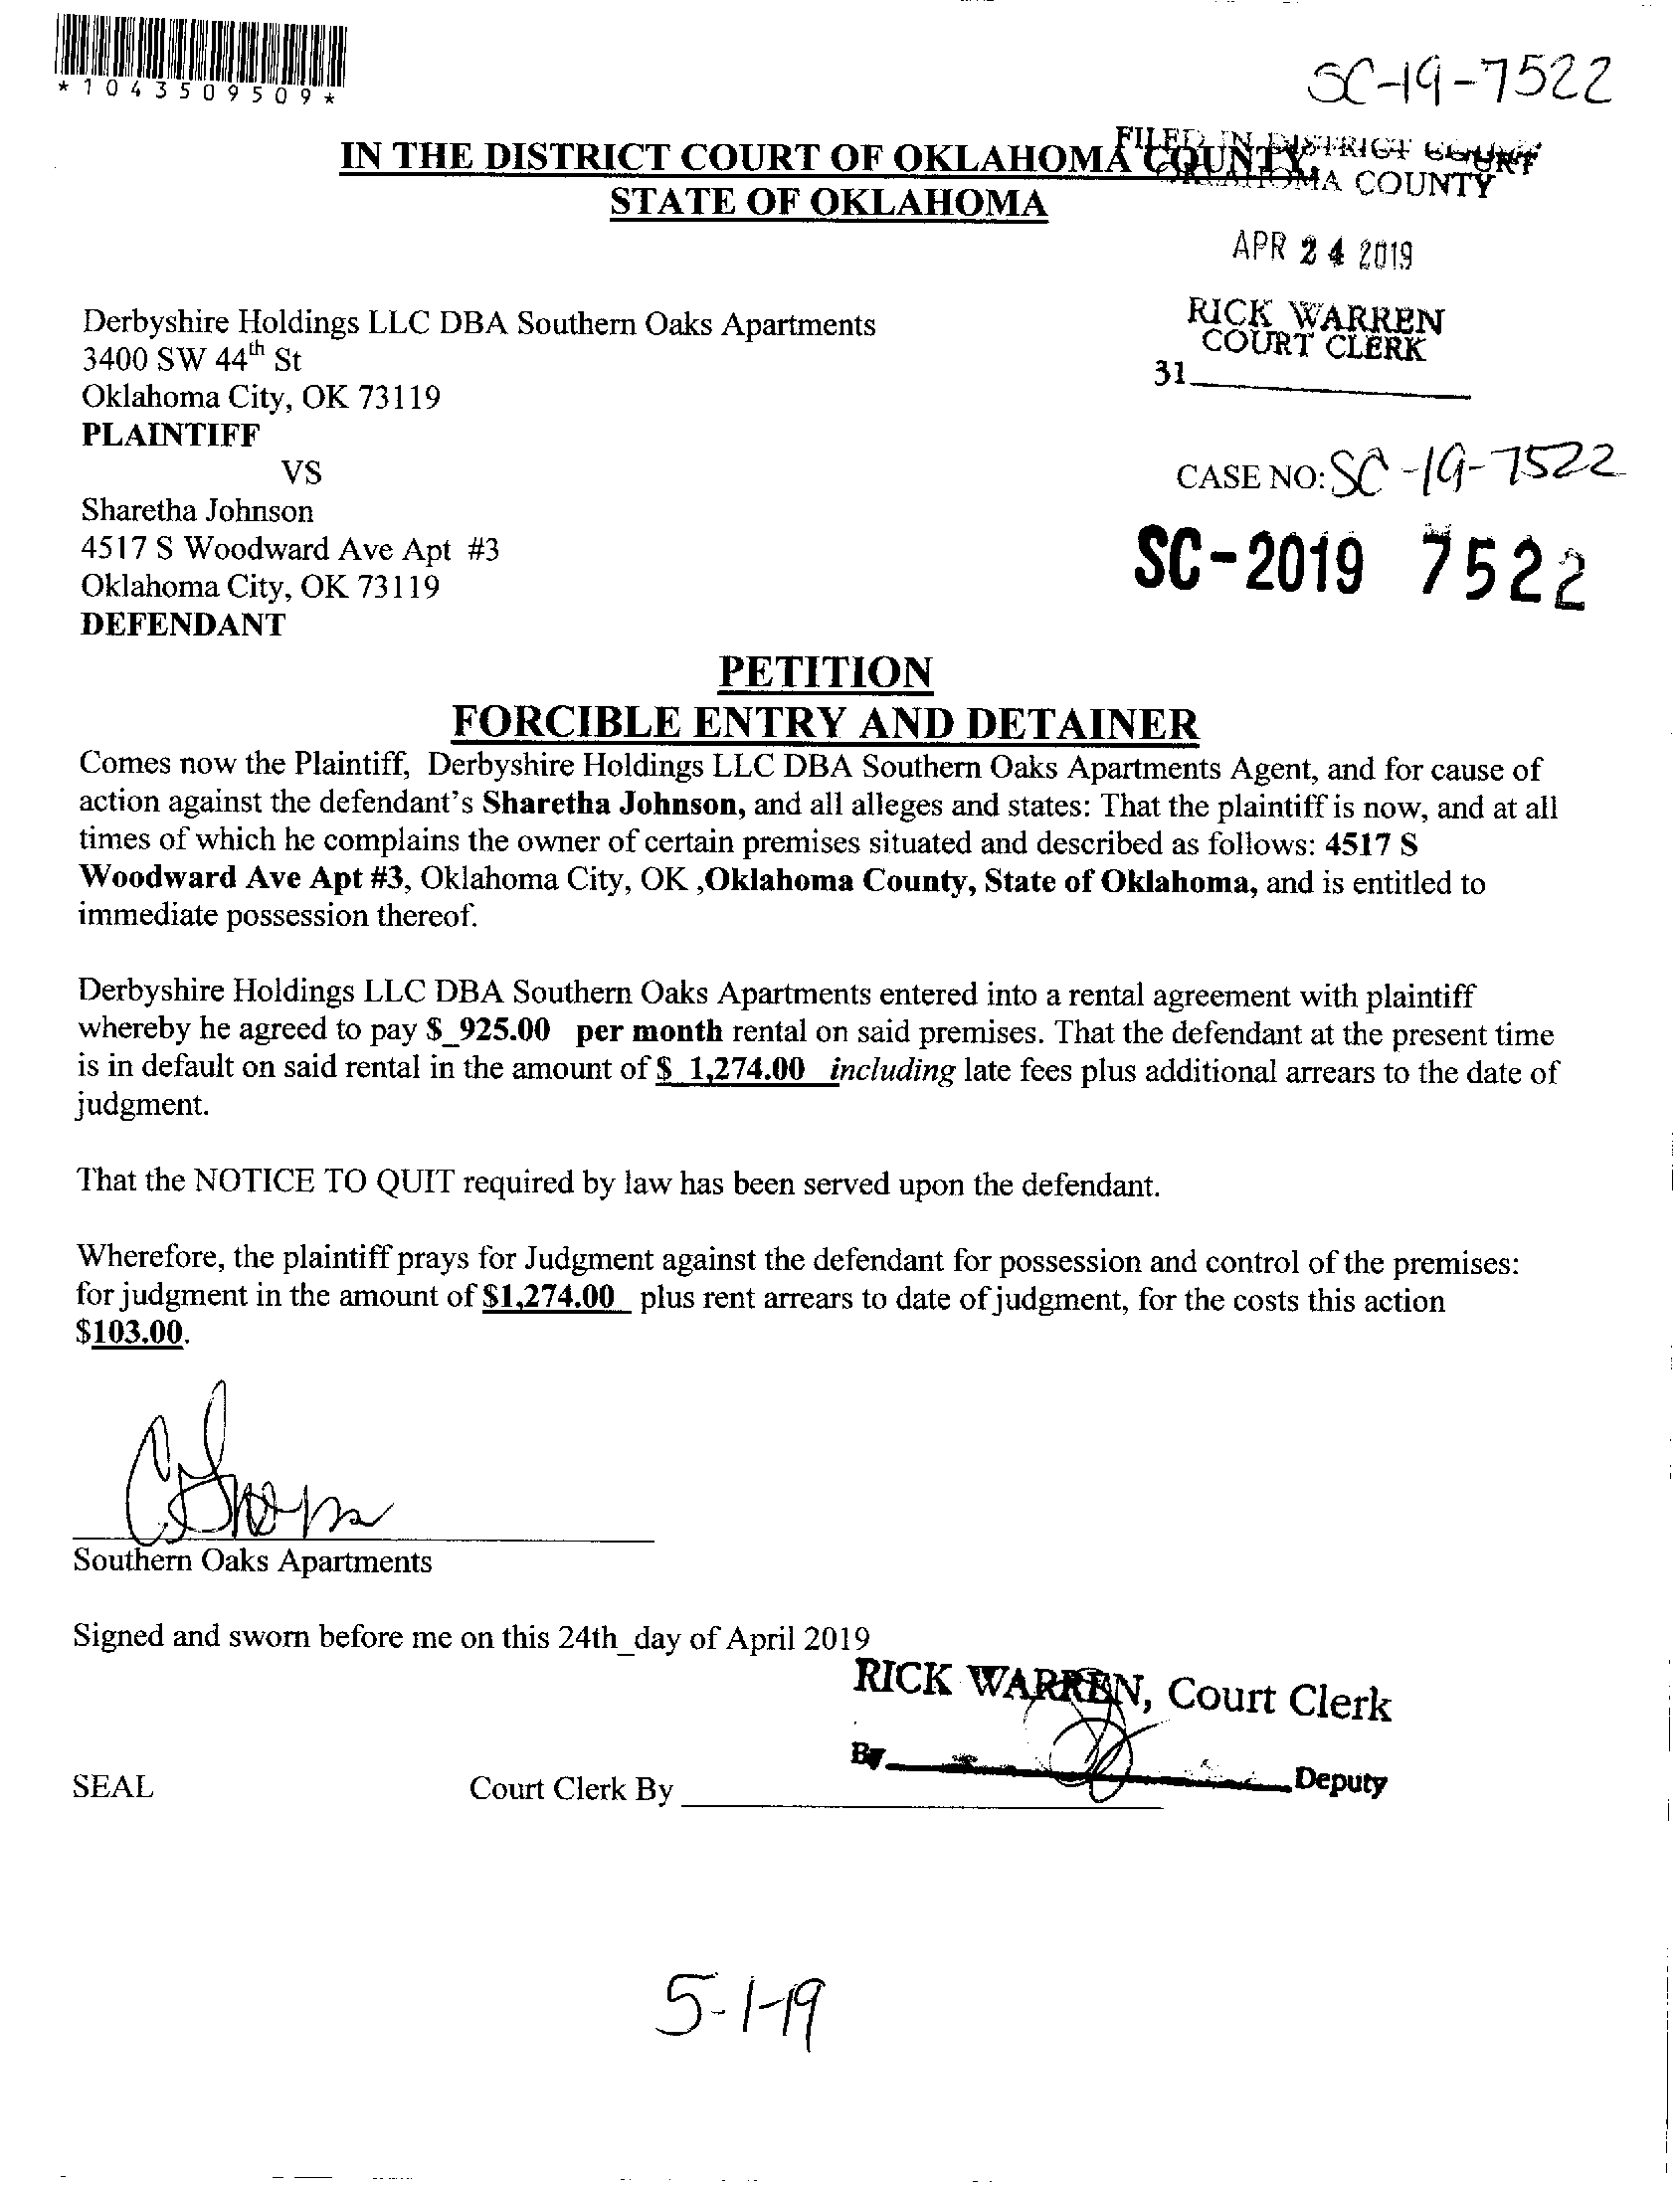 *1043509509*
SC-19-7522
IN THE DISTRICT COURT OF OKLAHOMA COUNTY
STATE OF OKLAHOMA
FILED IN DISTRICT COURT
OKLAHOMA COUNTY
APR 24 2019
RICK WARREN
COURT CLERK
31
Derbyshire Holdings LLC DBA Southern Oaks Apartments
3400 SW 44th St
Oklahoma City, OK 73119
PLAINTIFF
VS
CASE NO: SC-19-7522
Sharetha Johnson
4517 S Woodward Ave Apt #3
SC-2019 7522
Oklahoma City, OK 73119
DEFENDANT
PETITION
FORCIBLE ENTRY AND DETAINER
Comes now the Plaintiff, Derbyshire Holdings LLC DBA Southern Oaks Apartments Agent, and for cause of
action against the defendant's Sharetha Johnson, and all alleges and states: That the plaintiff is now, and at all
times of which he complains the owner of certain premises situated and described as follows: 4517 S
Woodward Ave Apt #3, Oklahoma City, OK ,Oklahoma County, State of Oklahoma, and is entitled to
immediate possession thereof.
Derbyshire Holdings LLC DBA Southern Oaks Apartments entered into a rental agreement with plaintiff
whereby he agreed to pay $_925.00 per month rental on said premises. That the defendant at the present time
is in default on said rental in the amount of $ 1,274.00 including late fees plus additional arrears to the date of
judgment.
That the NOTICE TO QUIT required by law has been served upon the defendant.
Wherefore, the plaintiff prays for Judgment against the defendant for possession and control of the premises:
for judgment in the amount of $1,274.00 plus rent arrears to date of judgment, for the costs this action
$103.00.
Southern Oaks Apartments
Signed and sworn before me on this 24th_day of April 2019
RICK WARREN, Court Clerk
By Deputy
SEAL Court Clerk By
5-1-19